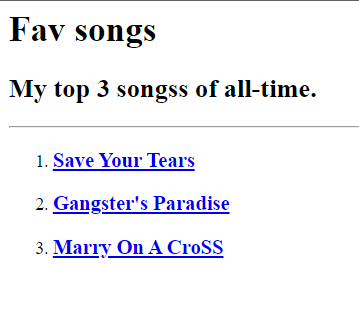 Fav songs
My top 3 songss of all-time.
1. Save Your Tears
2. Gangster's Paradise
3. Marry On A CroSS